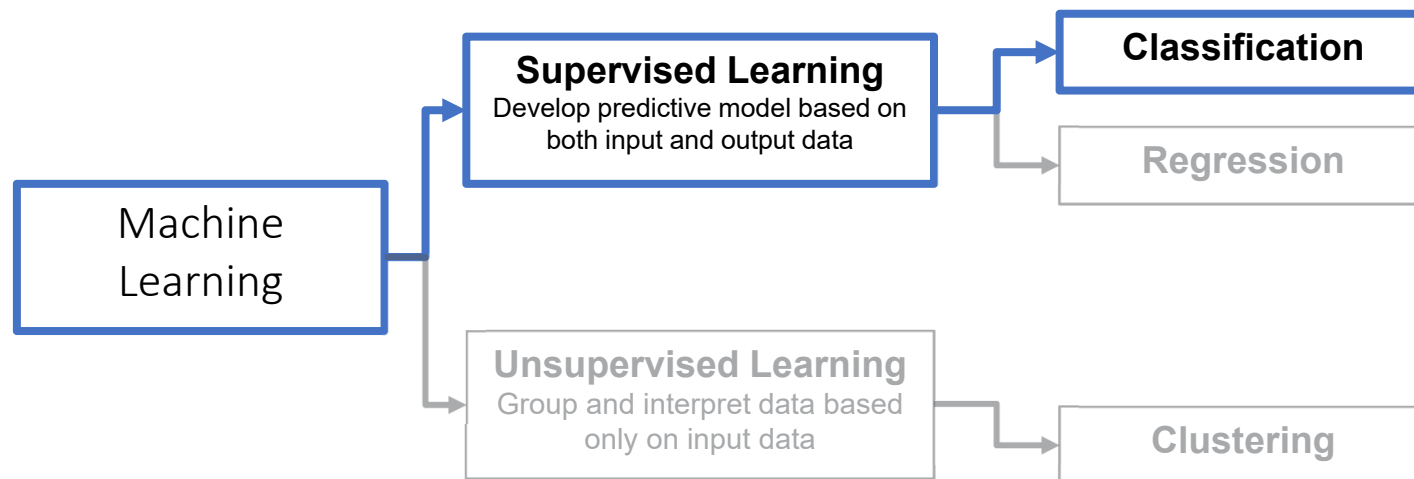 Machine
Learning
Supervised Learning
Develop predictive model based on
both input and output data
Classification
Regression
Unsupervised Learning
Group and interpret data based
only on input data
Clustering